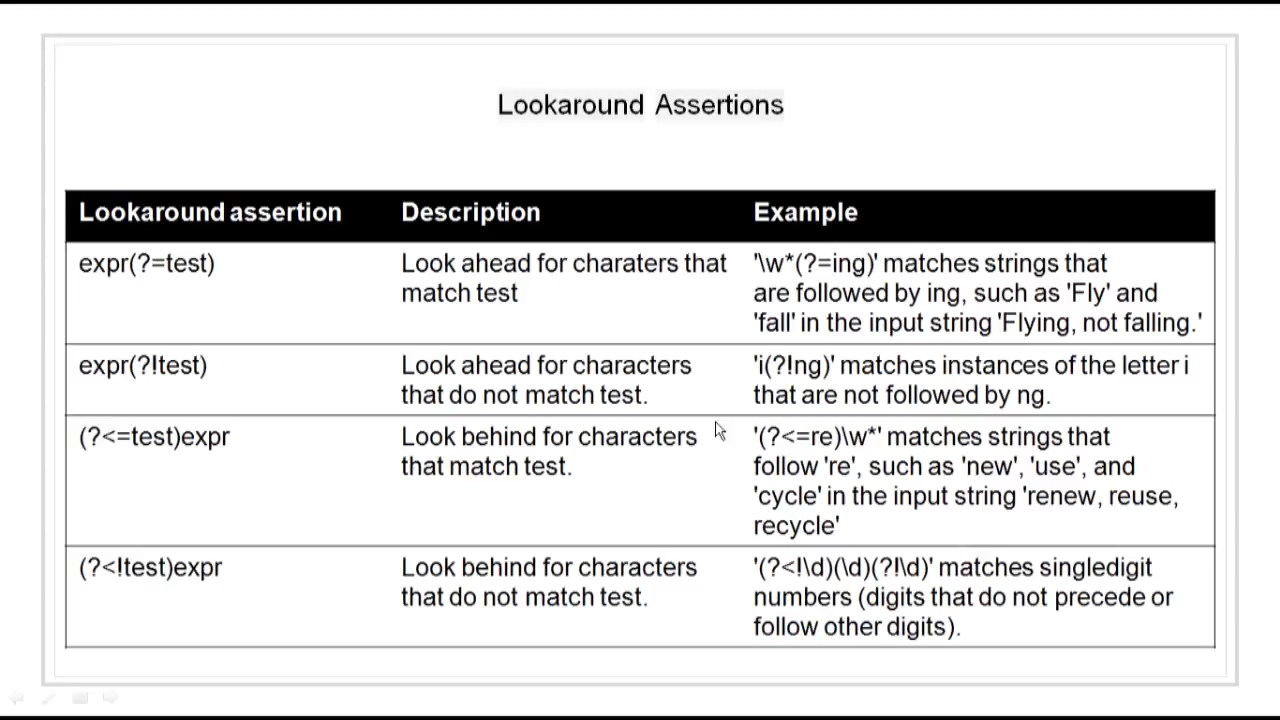 Lookaround Assertions
Lookaround assertion Description Example
expr(?=test)
Look ahead for charaters that
match test
'\w*(?=ing)' matches strings that
are followed by ing, such as 'Fly' and
'fall' in the input string 'Flying, not falling.'
expr(?!test)
Look ahead for characters
that do not match test.
'i(?!ng)' matches instances of the letter i
that are not followed by ng.
(?<=test)expr
Look behind for characters
that match test.
'(?<=re)\w*' matches strings that
follow 're', such as 'new', 'use', and
'cycle' in the input string 'renew, reuse,
recycle'
(?<!test)expr
Look behind for characters
that do not match test.
'(?<!\d)(\d)(?!\d)' matches singledigit
numbers (digits that do not precede or
follow other digits).